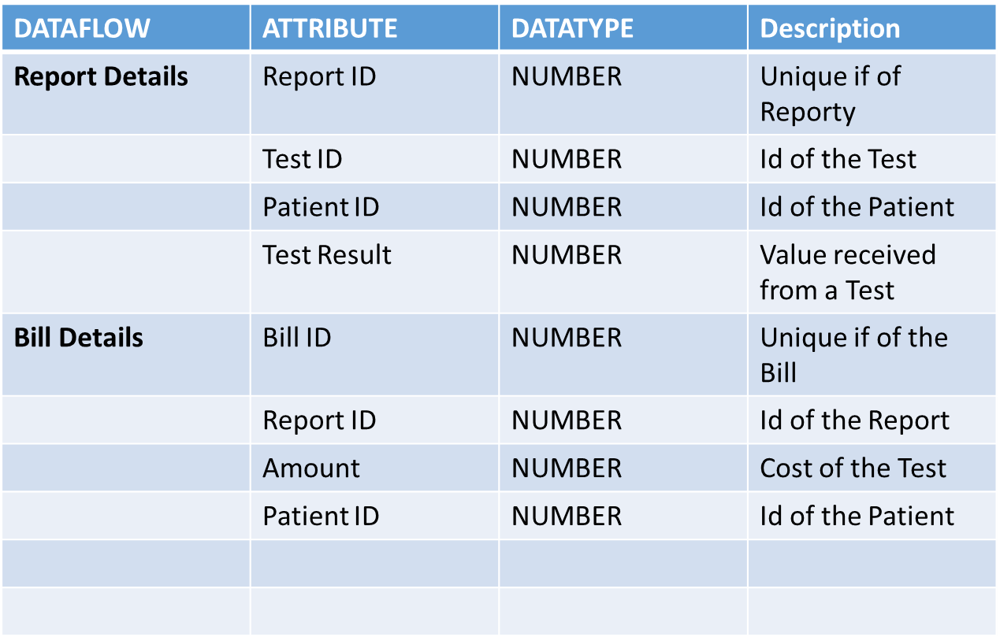 DATAFLOW ATTRIBUTE DATATYPE Description
Report Details Report ID NUMBER Unique if of
Reporty
Test ID NUMBER Id of the Test
Patient ID NUMBER Id of the Patient
Test Result NUMBER Value received
from a Test
Bill Details Bill ID NUMBER Unique if of the
Bill
Report ID NUMBER Id of the Report
Amount NUMBER Cost of the Test
Patient ID NUMBER Id of the Patient